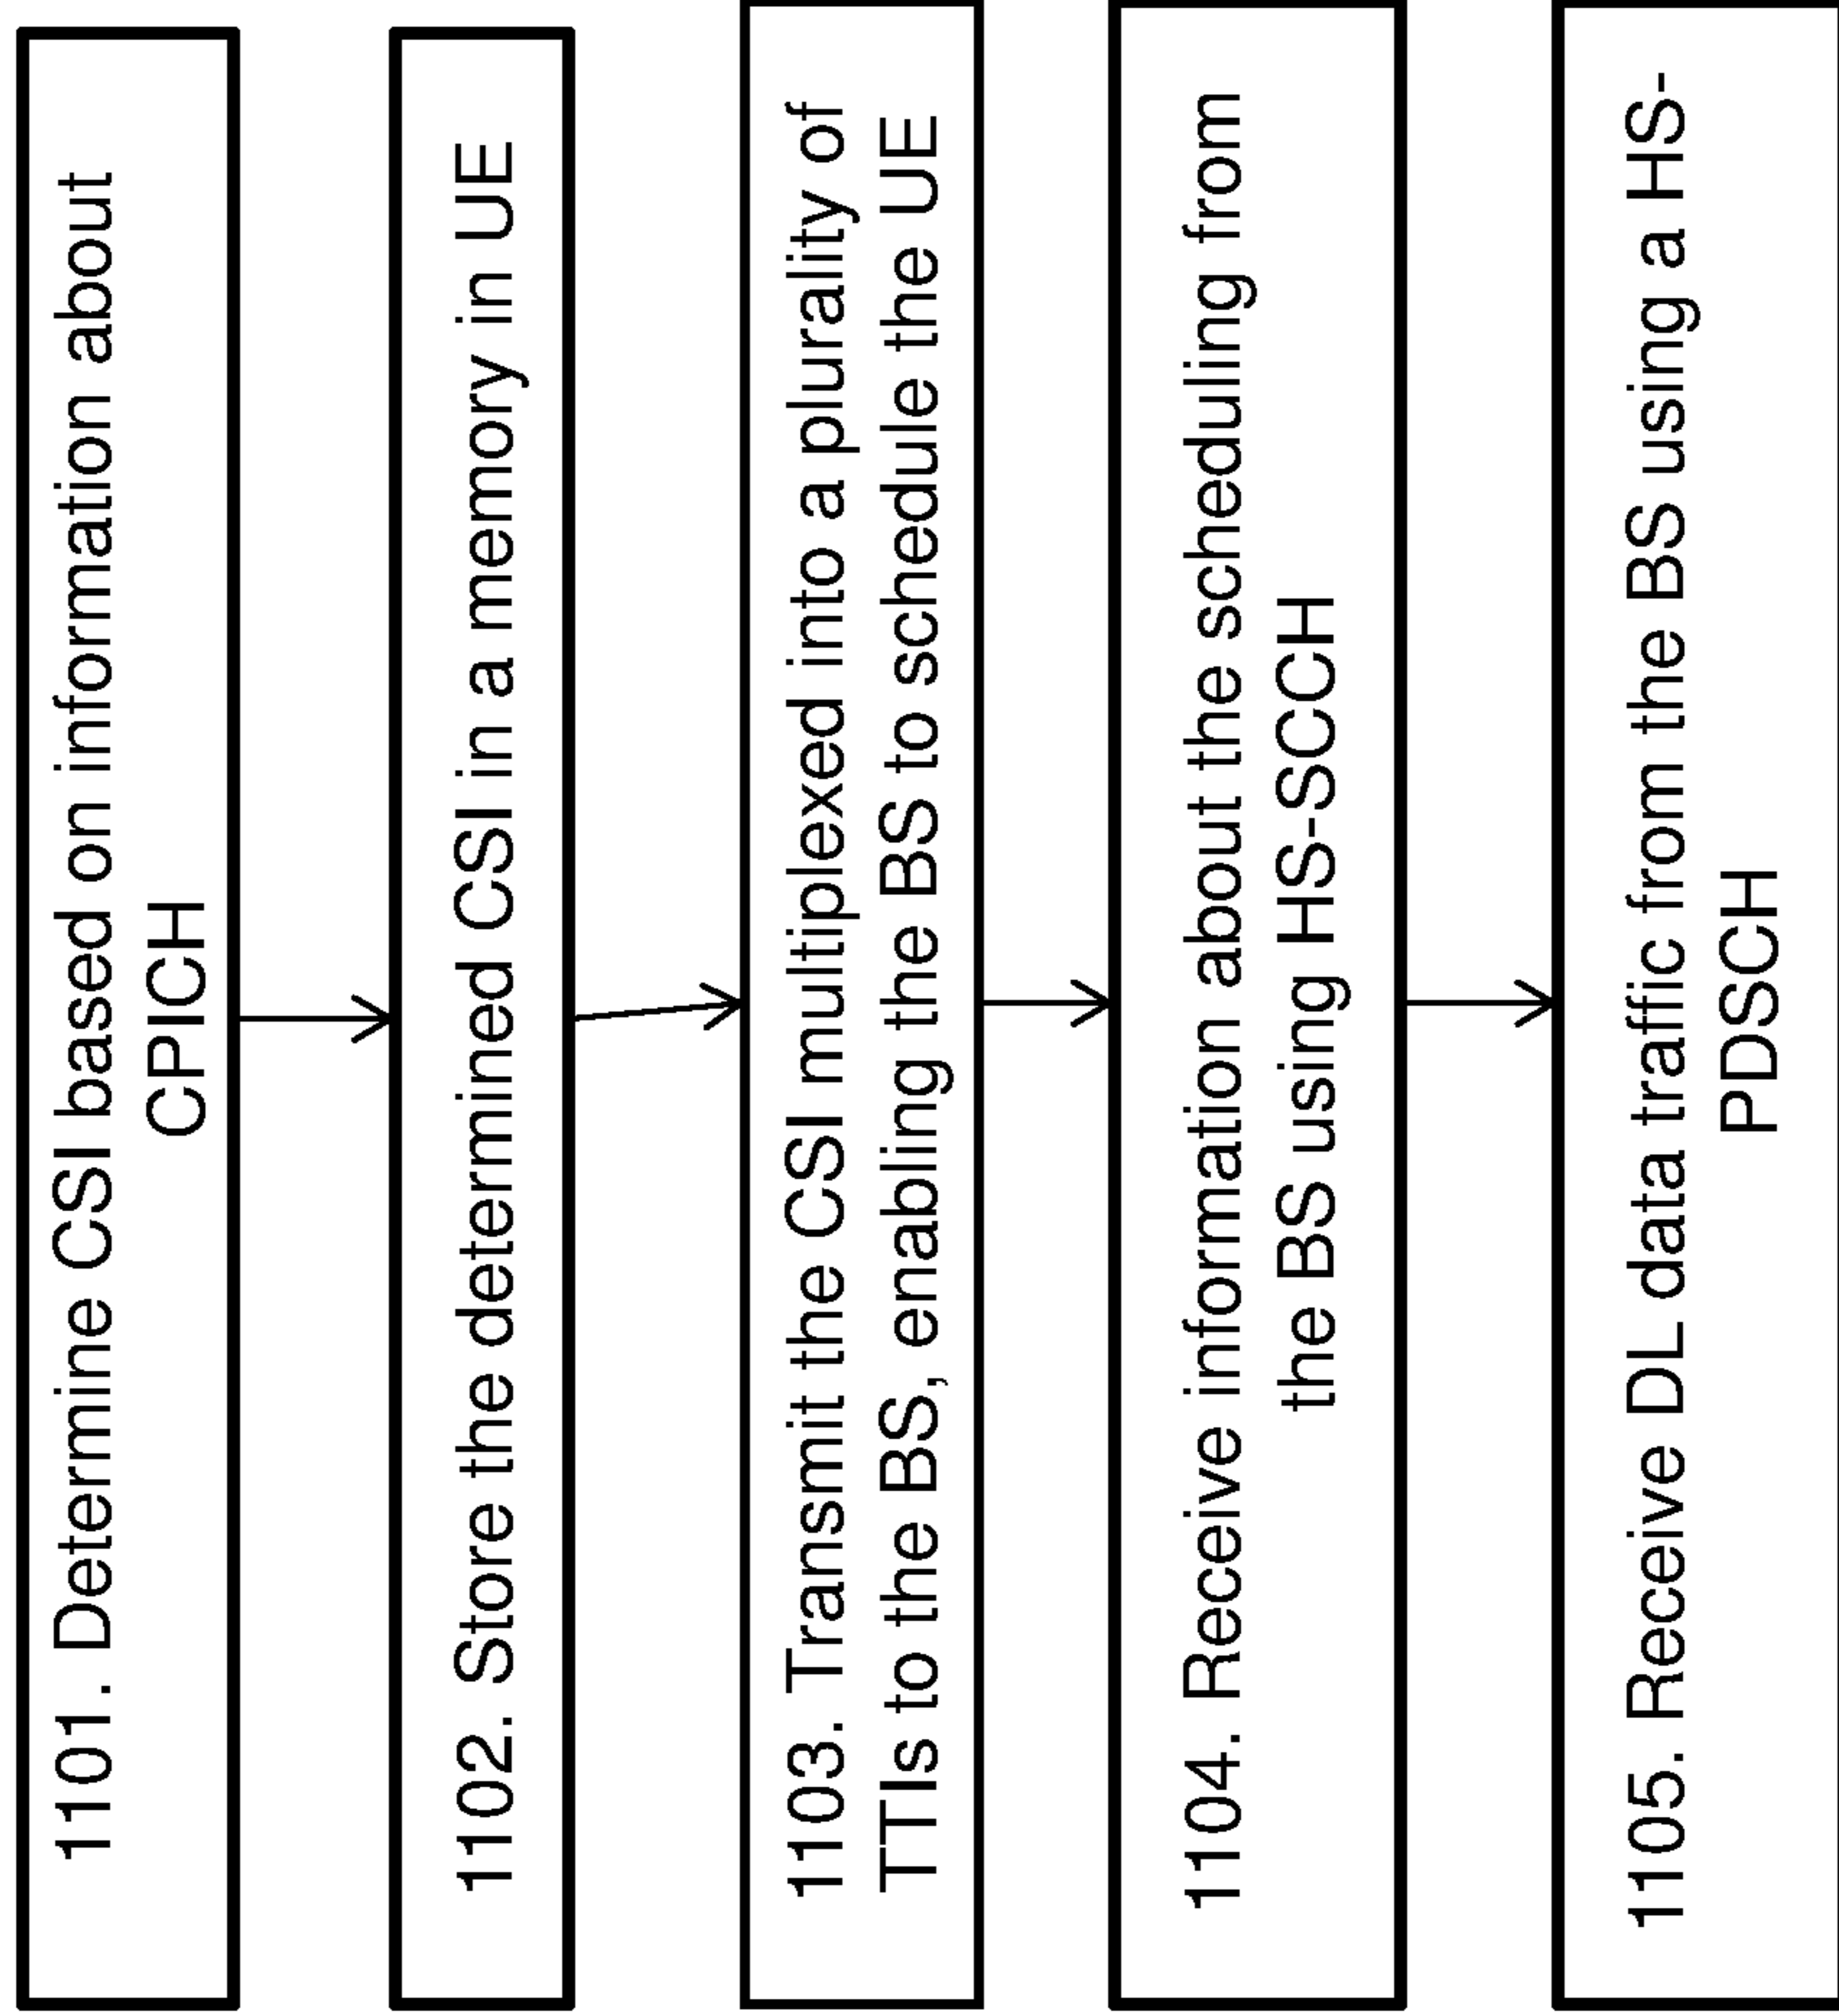 1101. Determine CSI based on information about
CPICH
1102. Store the determined CSI in a memory in UE
1103. Transmit the CSI multiplexed into a plurality of
TTIs to the BS, enabling the BS to schedule the UE
1104. Receive information about the scheduling from
the BS using HS-SCCH
1105. Receive DL data traffic from the BS using a HS-
PDSCH